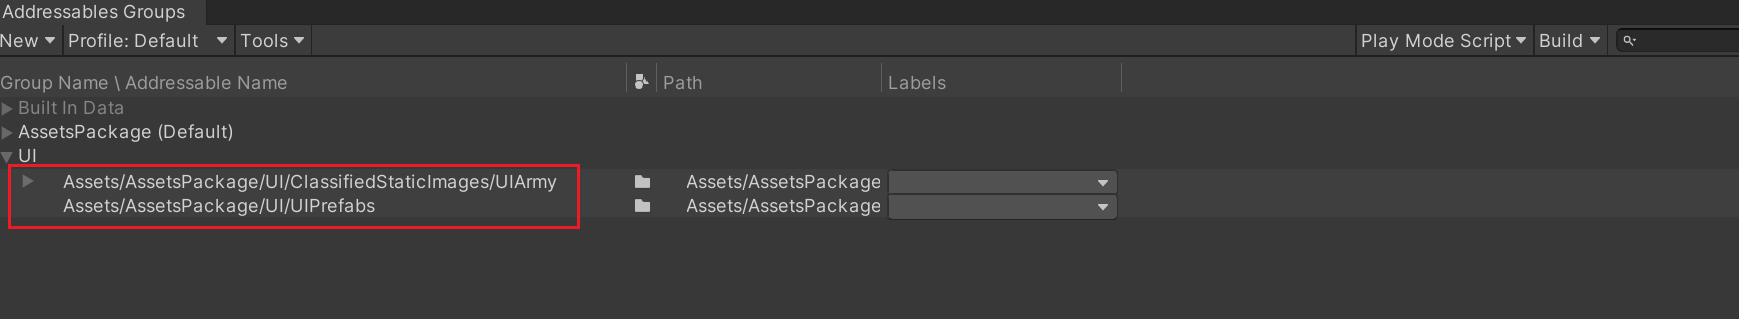 Addressables Groups
New Profile: Default Tools Play Mode Script Build
Group Name \ Addressable Name Path Labels
Built In Data
AssetsPackage (Default)
UI
Assets/AssetsPackage/UI/ClassifiedStaticImages/UIArmy Assets/AssetsPackage
Assets/AssetsPackage/UI/UIPrefabs Assets/AssetsPackage